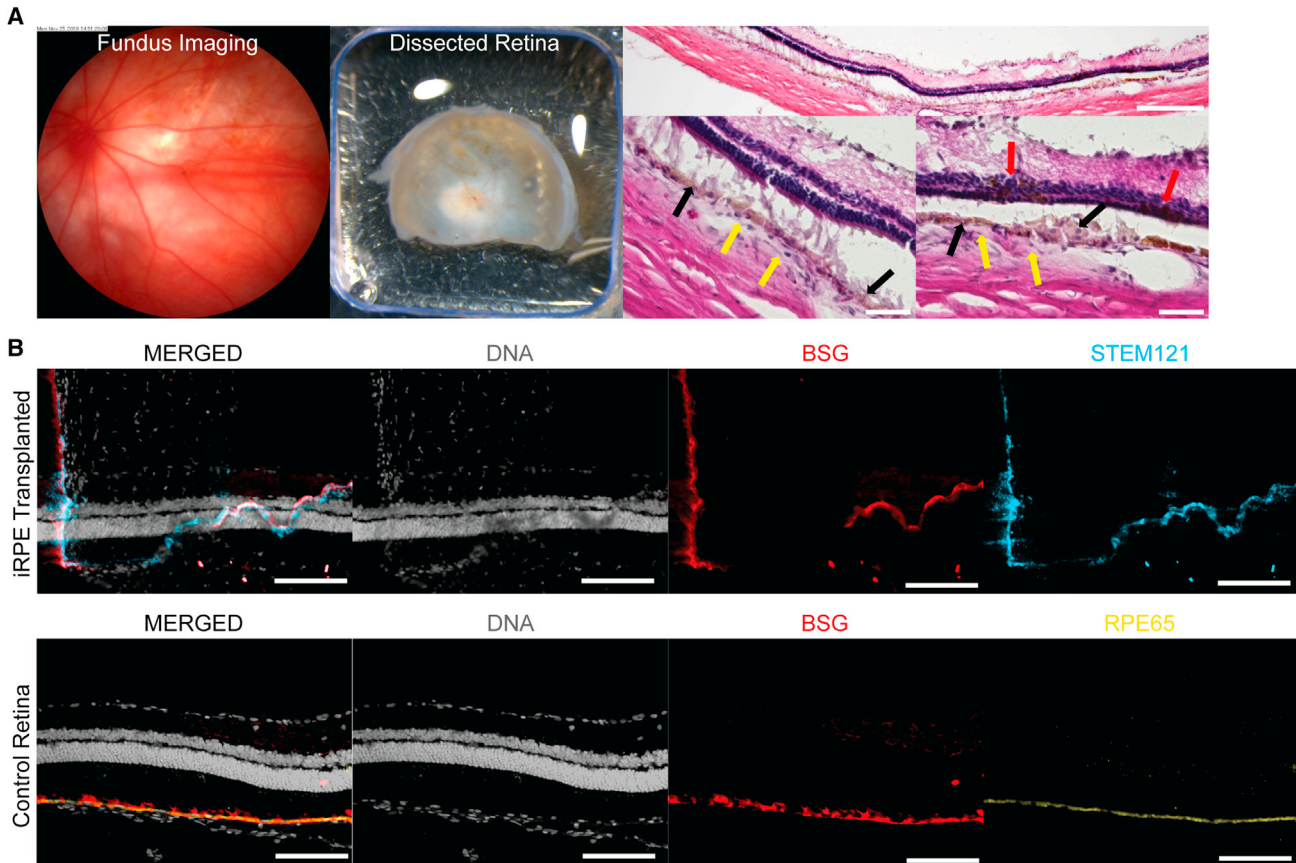 A
Fundus Imaging
Dissected Retina
B
MERGED
DNA
BSG
STEM121
iRPE Transplanted
MERGED
DNA
BSG
RPE65
Control Retina